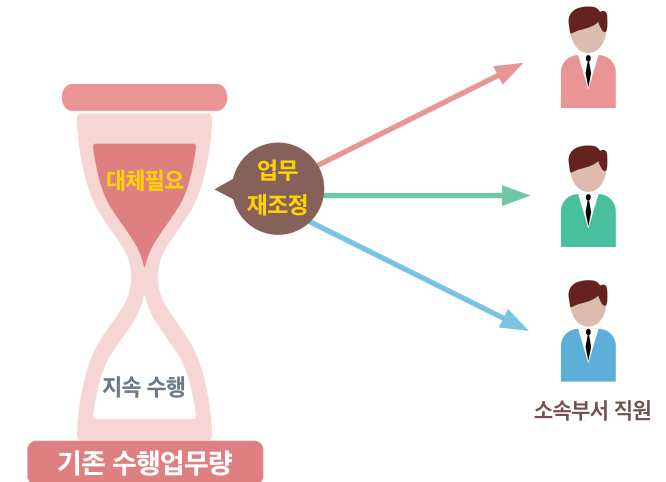 대체필요
업무
재조정
지속 수행
소속부서 직원
기존 수행업무량